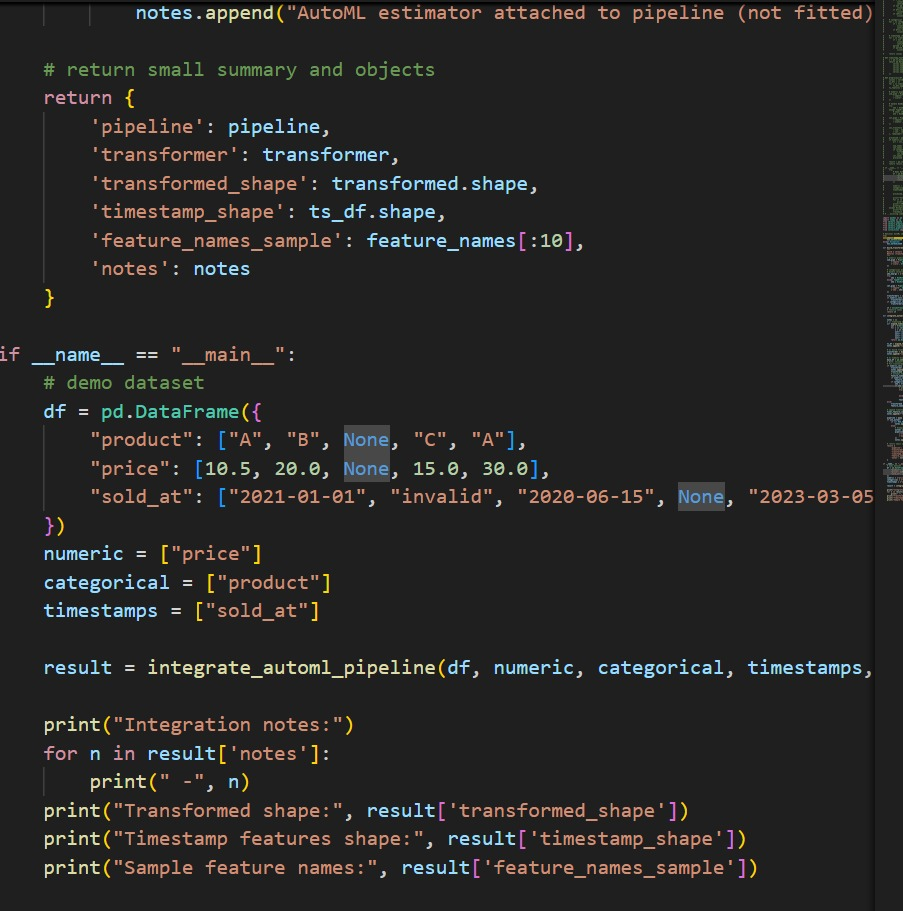 notes.append("AutoML estimator attached to pipeline (not fitted)
# return small summary and objects
return {
'pipeline': pipeline,
'transformer': transformer,
'transformed_shape': transformed.shape,
'timestamp_shape': ts_df.shape,
'feature_names_sample': feature_names[:10],
'notes': notes
}
if __name__ == "__main__":
# demo dataset
df = pd.DataFrame({
"product": ["A", "B", None, "C", "A"],
"price": [10.5, 20.0, None, 15.0, 30.0],
"sold_at": ["2021-01-01", "invalid", "2020-06-15", None, "2023-03-05
})
numeric = ["price"]
categorical = ["product"]
timestamps = ["sold_at"]
result = integrate_automl_pipeline(df, numeric, categorical, timestamps,
print("Integration notes:")
for n in result['notes']:
print(" -", n)
print("Transformed shape:", result['transformed_shape'])
print("Timestamp features shape:", result['timestamp_shape'])
print("Sample feature names:", result['feature_names_sample'])